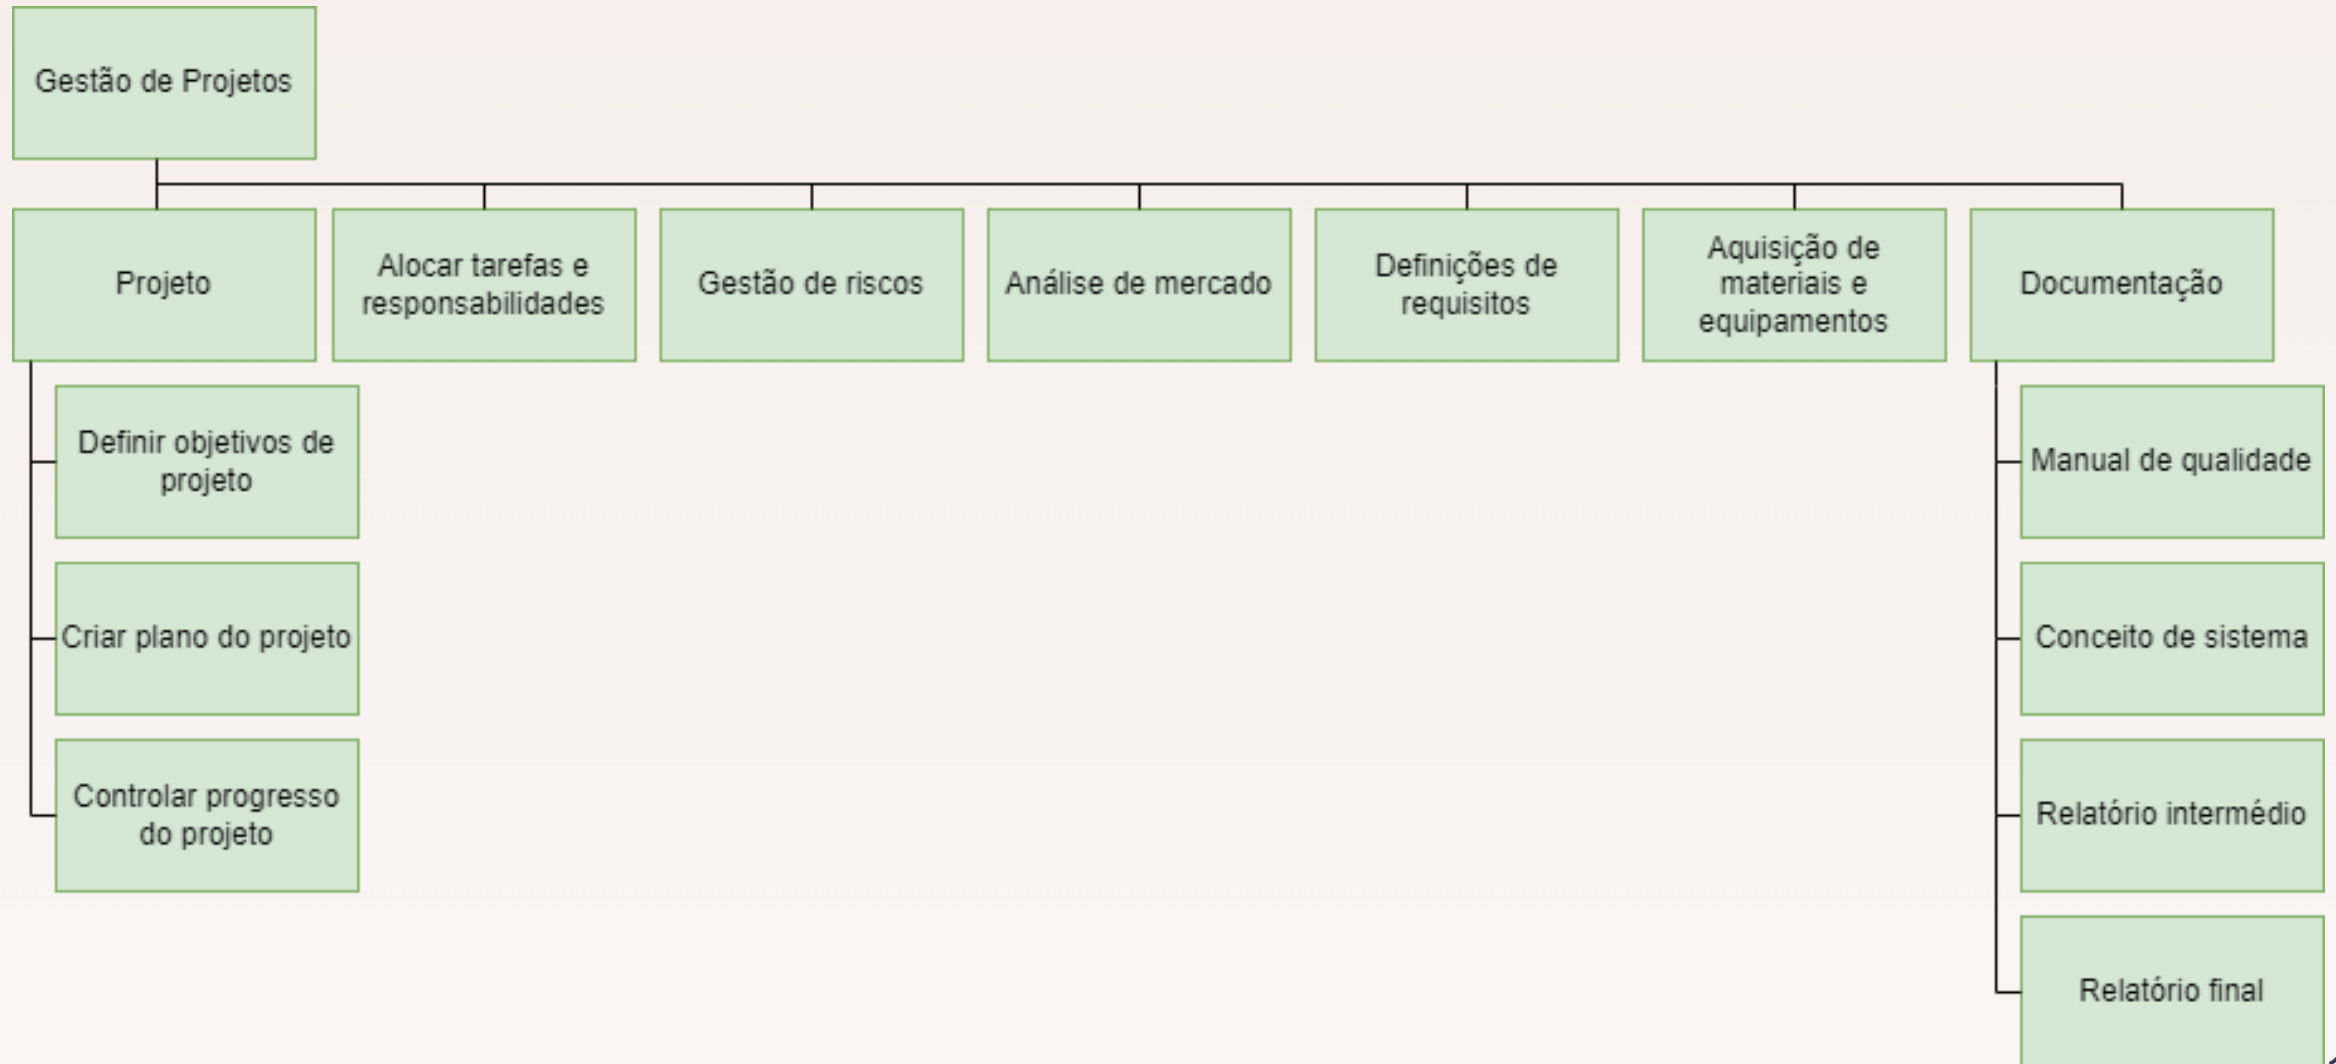 Gestão de Projetos
Projeto
Alocar tarefas e
responsabilidades
Gestão de riscos
Análise de mercado
Definições de
requisitos
Aquisição de
materiais e
equipamentos
Documentação
Definir objetivos de
projeto
Criar plano do projeto
Controlar progresso
do projeto
Manual de qualidade
Conceito de sistema
Relatório intermédio
Relatório final